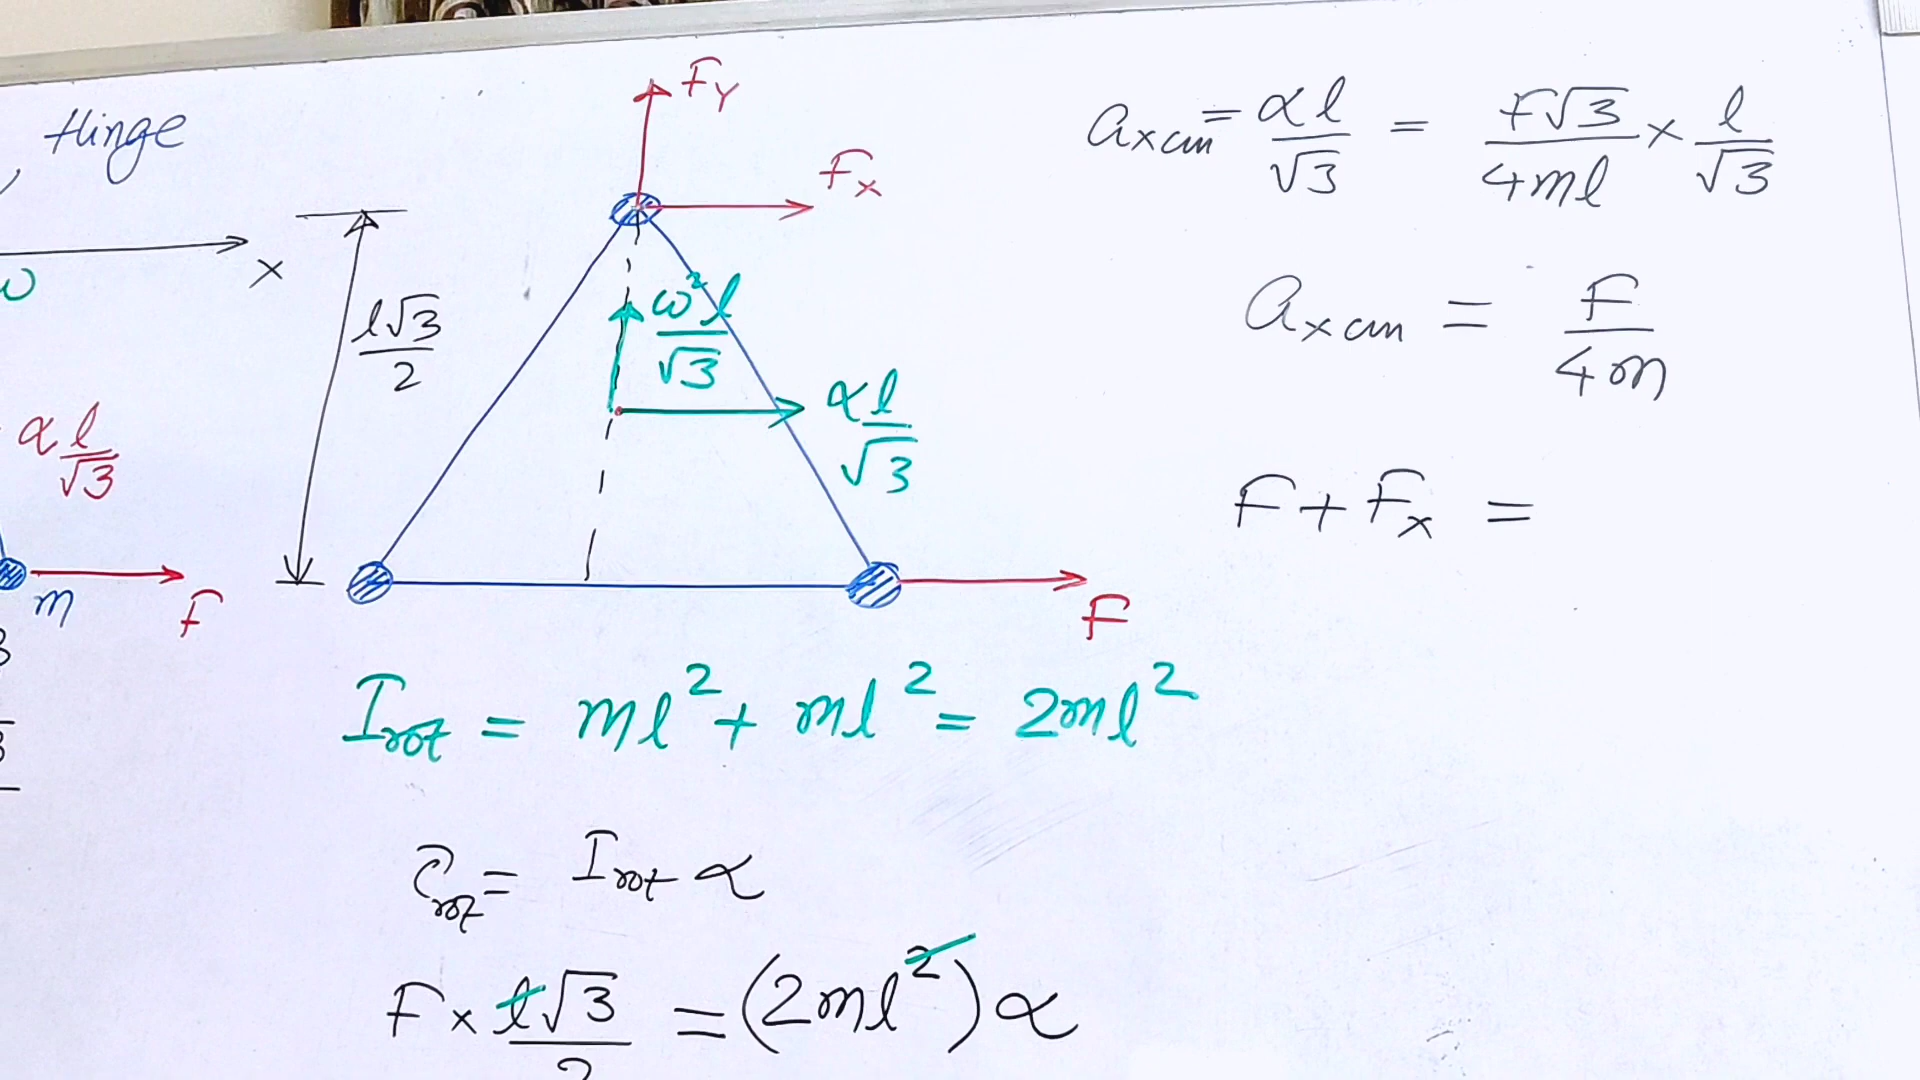 Hinge
x
ω
αl/√3
m
F
l√3/2
F_Y
F_x
ω²l/√3
αl/√3
F
I_rot = ml² + ml² = 2ml²
τ_rot = I_rot α
F × l√3/2 = (2ml²)α
a_xcm = αl/√3 = F√3/4ml × l/√3
a_xcm = F/4m
F + F_x =